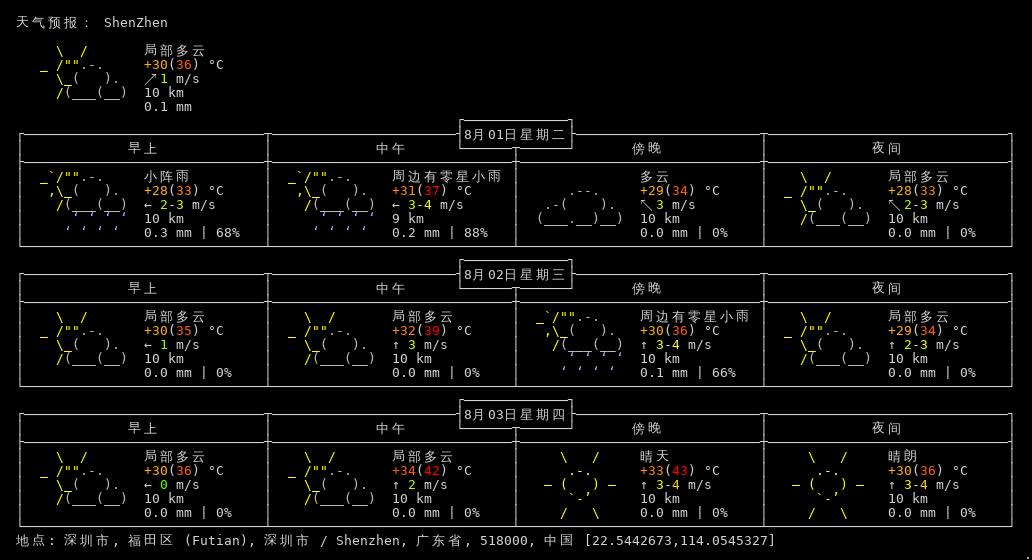 天气预报： ShenZhen
局部多云
+30(36) °C
↗1 m/s
10 km
0.1 mm
8月01日星期二
早上 中午 傍晚 夜间
小阵雨 周边有零星小雨 多云 局部多云
+28(33) °C +31(37) °C +29(34) °C +28(33) °C
← 2-3 m/s ← 3-4 m/s ↖3 m/s ↖2-3 m/s
10 km 9 km 10 km 10 km
0.3 mm | 68% 0.2 mm | 88% 0.0 mm | 0% 0.0 mm | 0%
8月02日星期三
早上 中午 傍晚 夜间
局部多云 局部多云 周边有零星小雨 局部多云
+30(35) °C +32(39) °C +30(36) °C +29(34) °C
← 1 m/s ↑ 3 m/s ↑ 3-4 m/s ↑ 2-3 m/s
10 km 10 km 10 km 10 km
0.0 mm | 0% 0.0 mm | 0% 0.1 mm | 66% 0.0 mm | 0%
8月03日星期四
早上 中午 傍晚 夜间
局部多云 局部多云 晴天 晴朗
+30(36) °C +34(42) °C +33(43) °C +30(36) °C
← 0 m/s ↑ 2 m/s ↑ 3-4 m/s ↑ 3-4 m/s
10 km 10 km 10 km 10 km
0.0 mm | 0% 0.0 mm | 0% 0.0 mm | 0% 0.0 mm | 0%
地点: 深圳市, 福田区 (Futian), 深圳市 / Shenzhen, 广东省, 518000, 中国 [22.5442673,114.0545327]